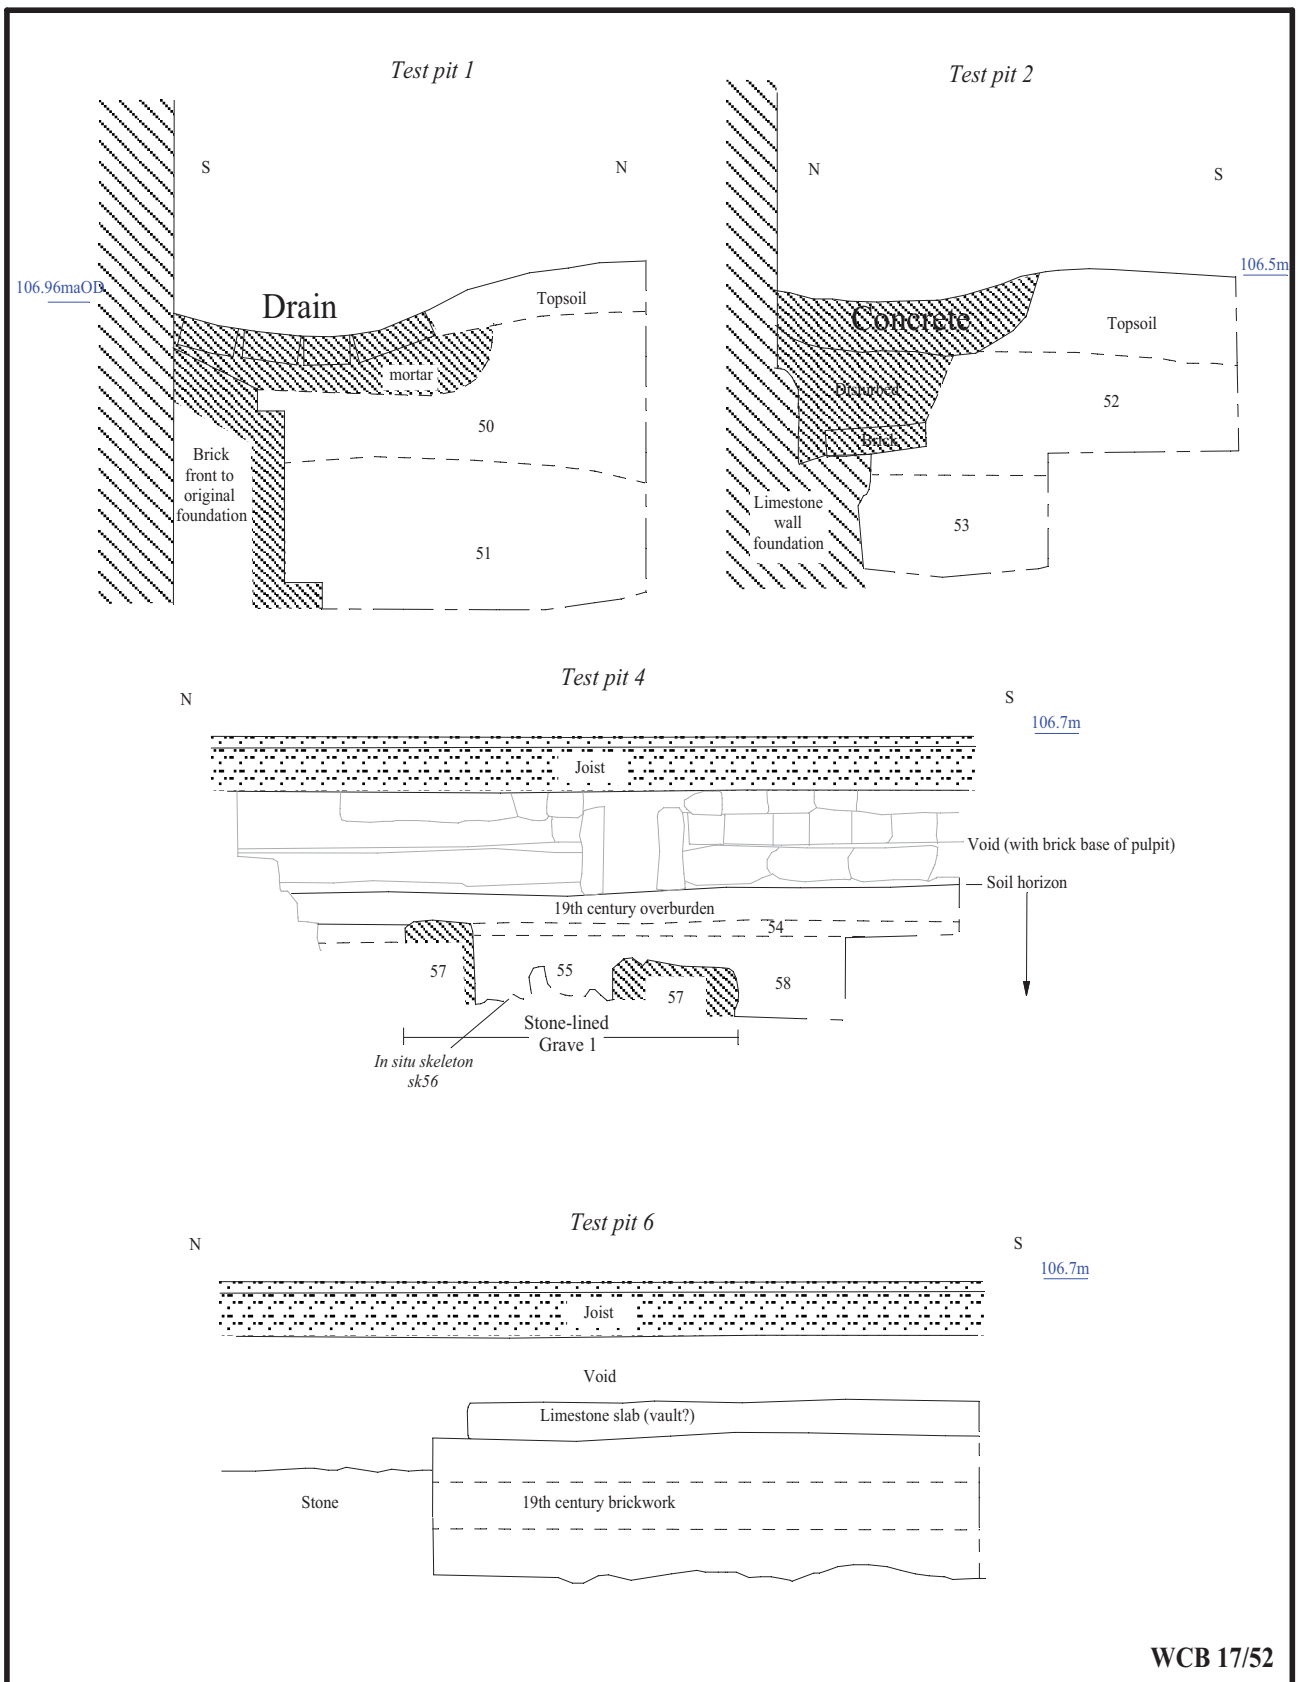 Test pit 1
S
N
106.96maOD
Drain
Topsoil
mortar
50
Brick
front to
original
foundation
51
Test pit 2
N
S
106.5m
Concrete
Topsoil
Disturbed
52
Brick
Limestone
wall
foundation
53
Test pit 4
N
S
106.7m
Joist
Void (with brick base of pulpit)
Soil horizon
19th century overburden
54
57
55
57
58
Stone-lined
Grave 1
In situ skeleton
sk56
Test pit 6
N
S
106.7m
Joist
Void
Limestone slab (vault?)
Stone
19th century brickwork
WCB 17/52